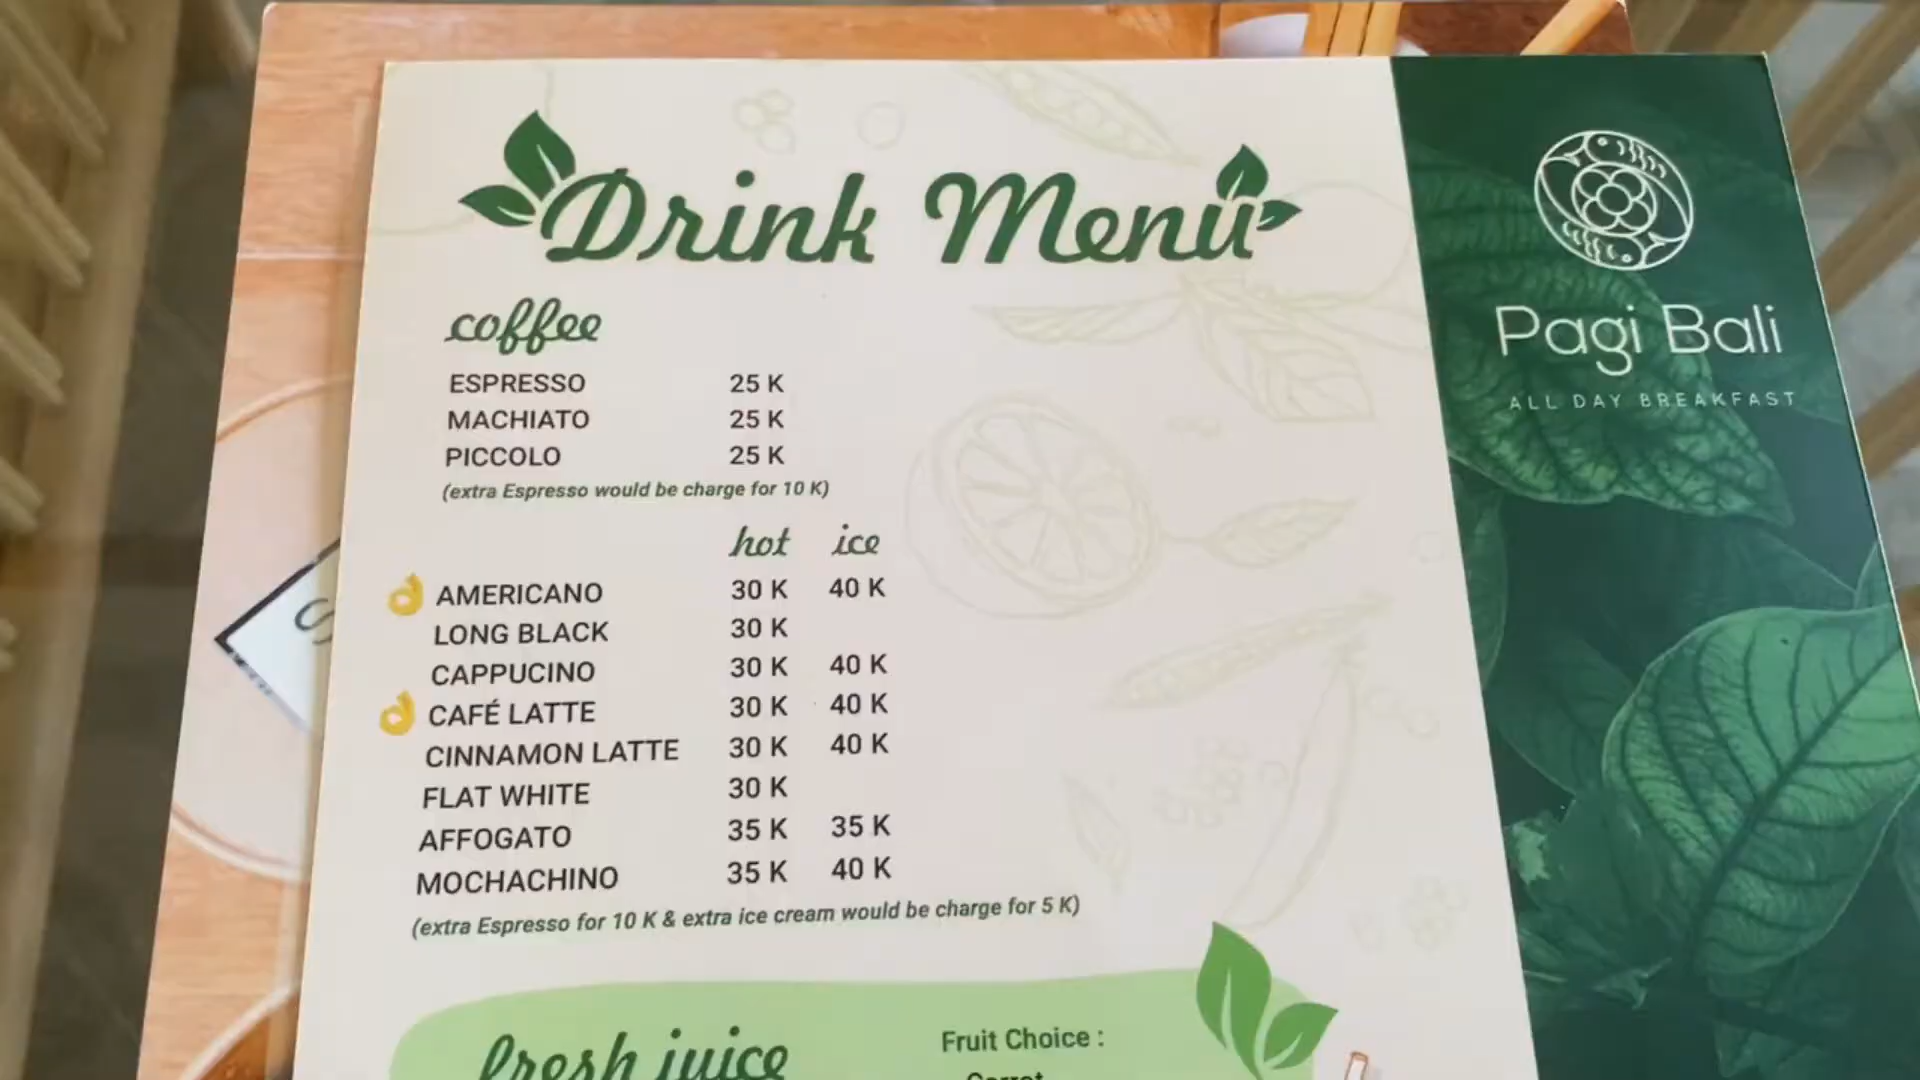 Drink Menu
Pagi Bali
ALL DAY BREAKFAST
coffee
ESPRESSO 25 K
MACHIATO 25 K
PICCOLO 25 K
(extra Espresso would be charge for 10 K)
hot ice
AMERICANO 30 K 40 K
LONG BLACK 30 K
CAPPUCINO 30 K 40 K
CAFÉ LATTE 30 K 40 K
CINNAMON LATTE 30 K 40 K
FLAT WHITE 30 K
AFFOGATO 35 K 35 K
MOCHACHINO 35 K 40 K
(extra Espresso for 10 K & extra ice cream would be charge for 5 K)
fresh juice
Fruit Choice :
Carrot